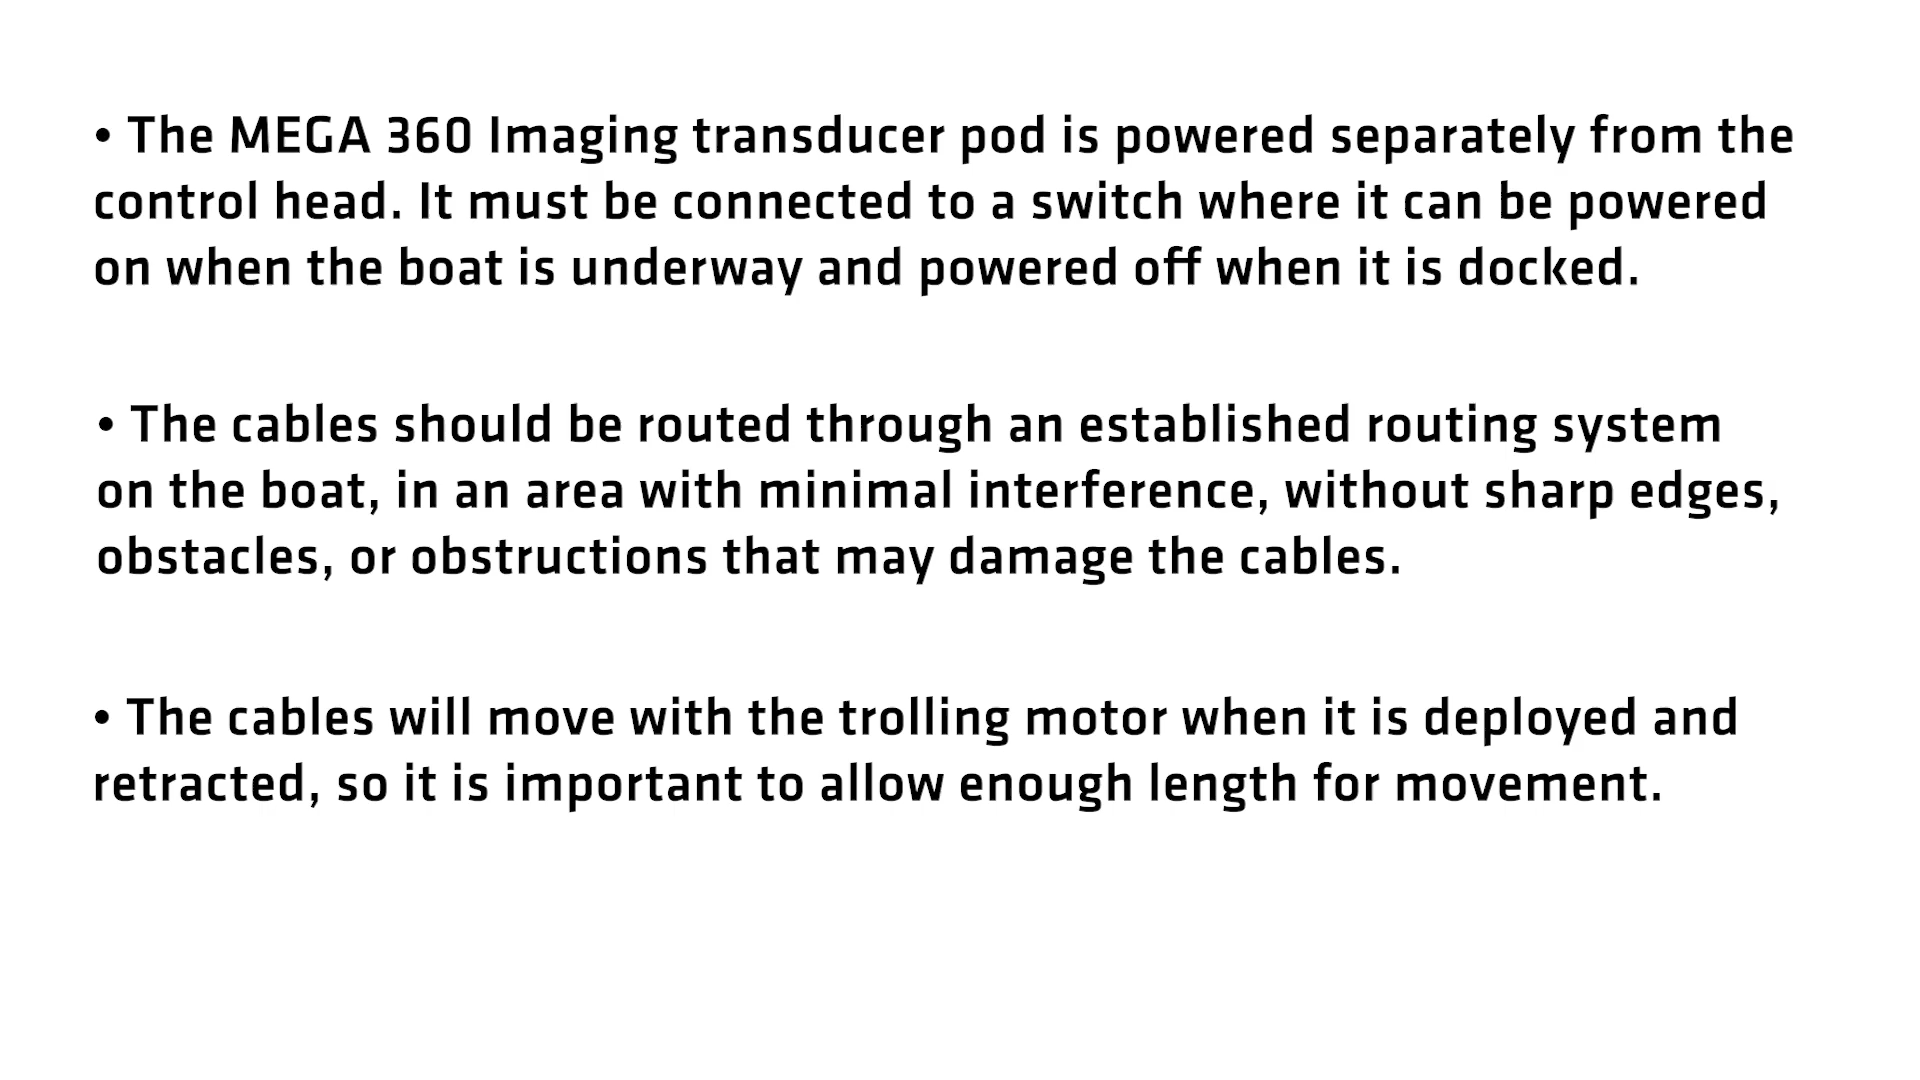 • The MEGA 360 Imaging transducer pod is powered separately from the
control head. It must be connected to a switch where it can be powered
on when the boat is underway and powered off when it is docked.
• The cables should be routed through an established routing system
on the boat, in an area with minimal interference, without sharp edges,
obstacles, or obstructions that may damage the cables.
• The cables will move with the trolling motor when it is deployed and
retracted, so it is important to allow enough length for movement.